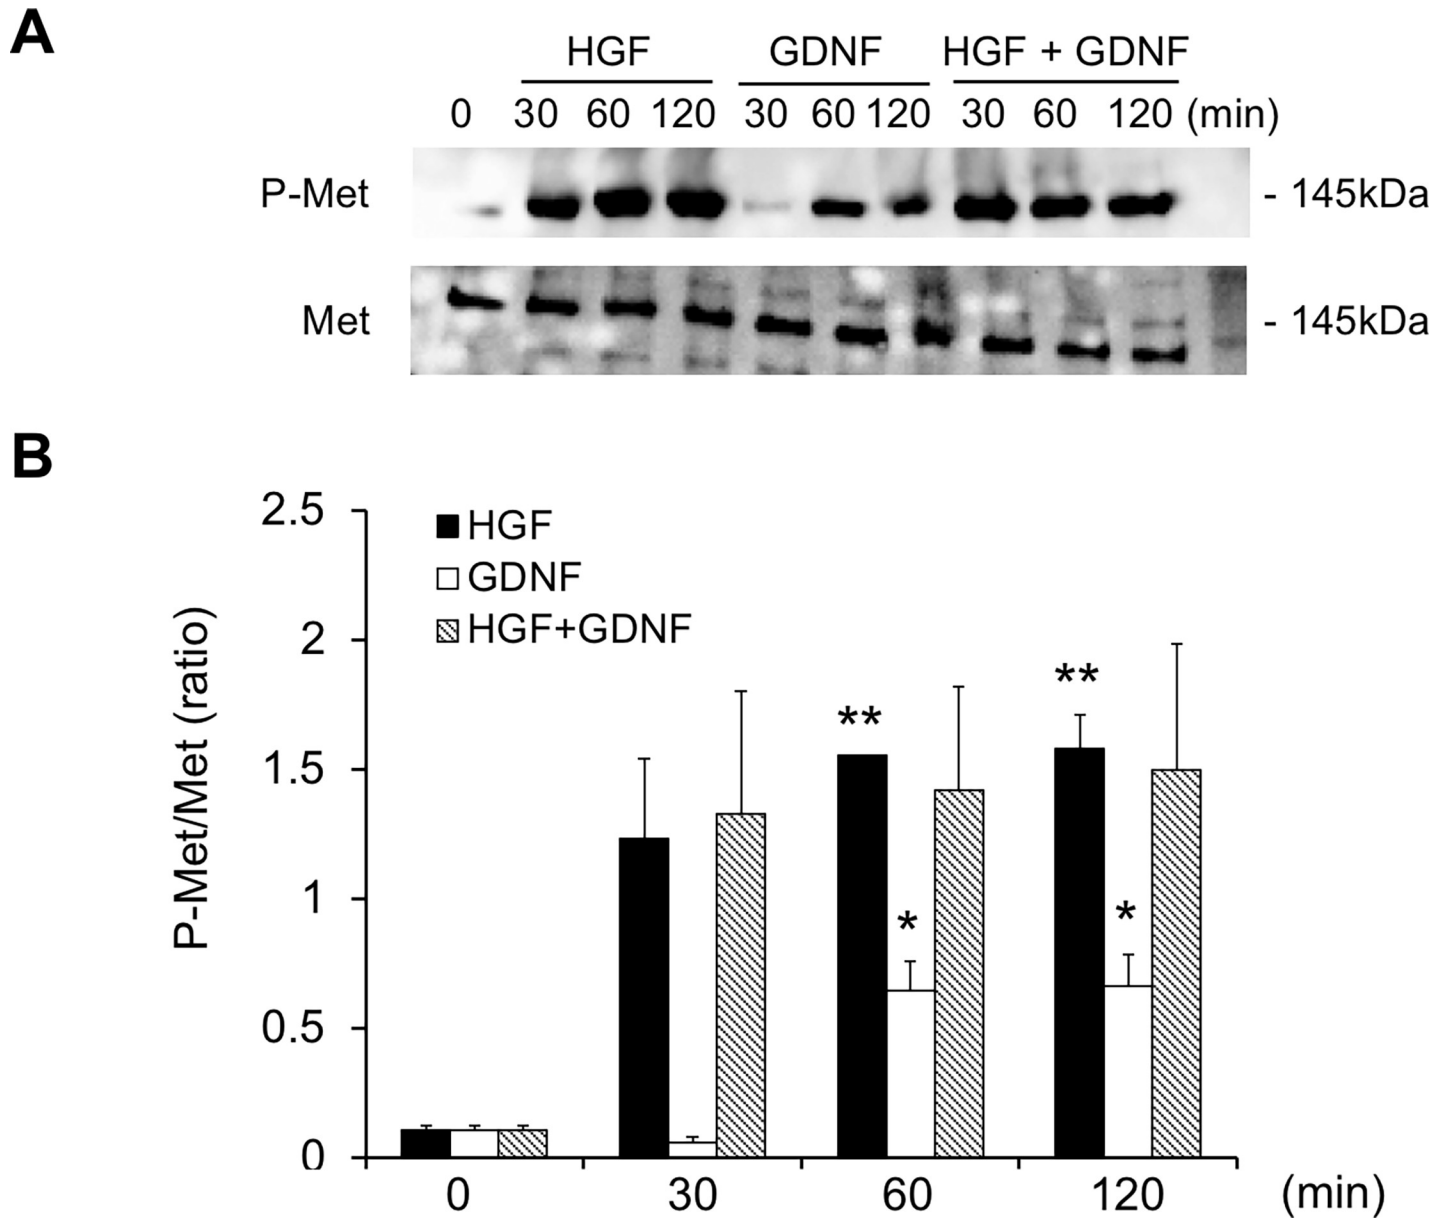 A
HGF GDNF HGF + GDNF
0 30 60 120 30 60 120 30 60 120 (min)
P-Met - 145kDa
Met - 145kDa
B
2.5
2
1.5
1
0.5
0
P-Met/Met (ratio)
HGF
GDNF
HGF+GDNF
** **
* *
0 30 60 120 (min)